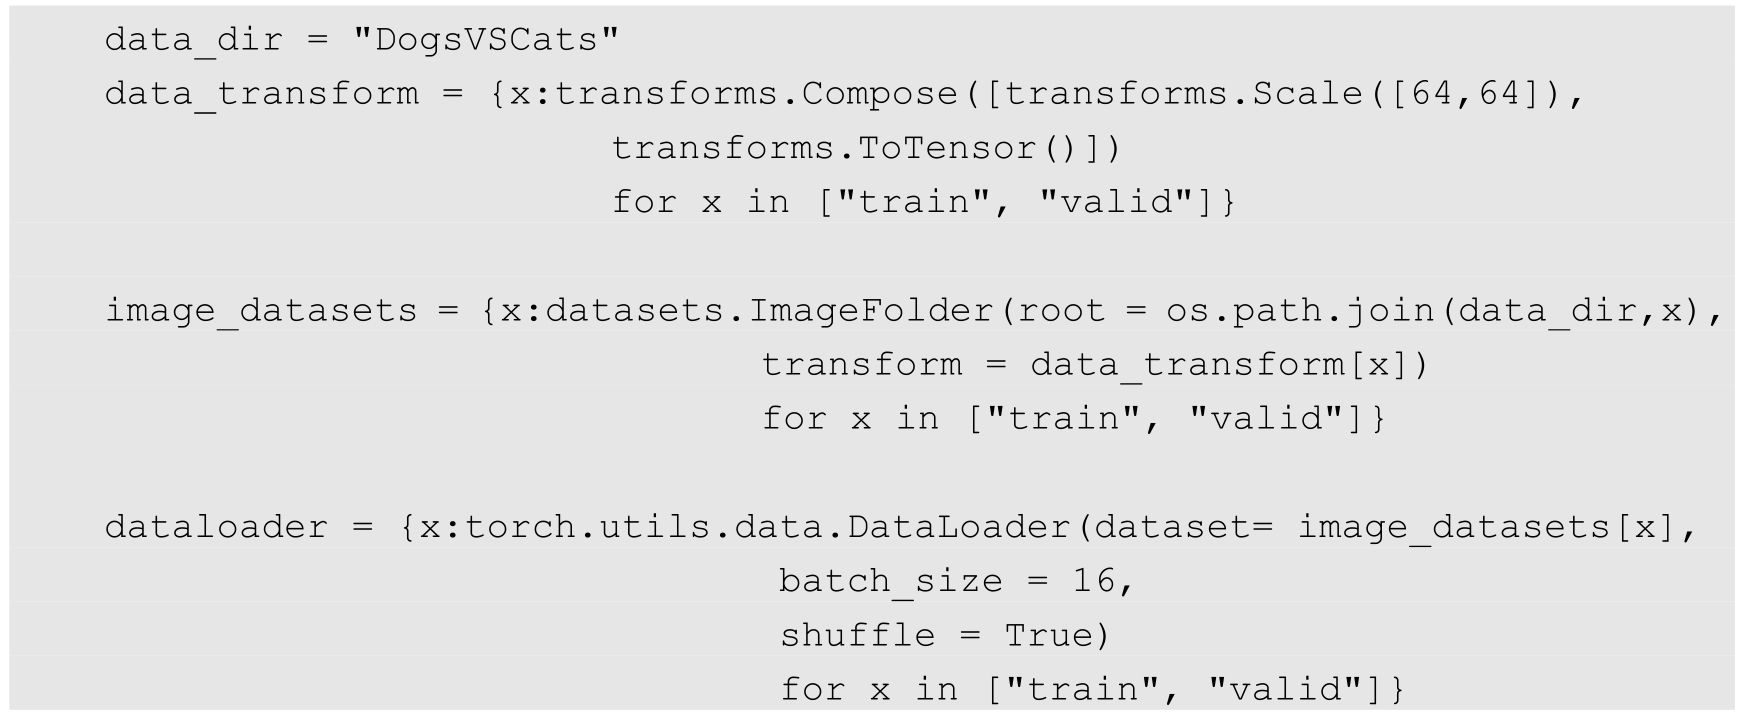 data_dir = "DogsVSCats"
data_transform = {x:transforms.Compose([transforms.Scale([64,64]),
transforms.ToTensor()])
for x in ["train", "valid"]}
image_datasets = {x:datasets.ImageFolder(root = os.path.join(data_dir,x),
transform = data_transform[x])
for x in ["train", "valid"]}
dataloader = {x:torch.utils.data.DataLoader(dataset= image_datasets[x],
batch_size = 16,
shuffle = True)
for x in ["train", "valid"]}